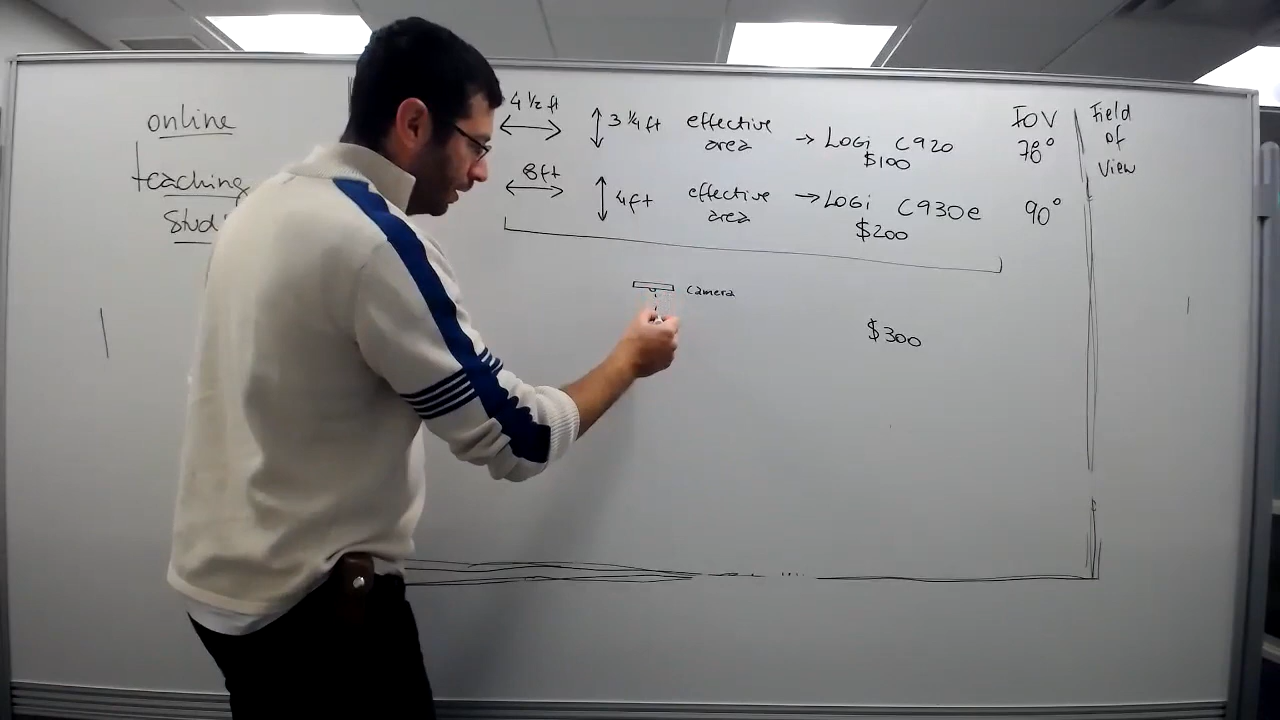 online
teaching
Stud
4 ½ ft 3 ¼ ft effective area → Logi C920 $100
8ft 4ft effective area → Logi C930e $200
FOV
78°
90°
Field
of
View
camera
$300